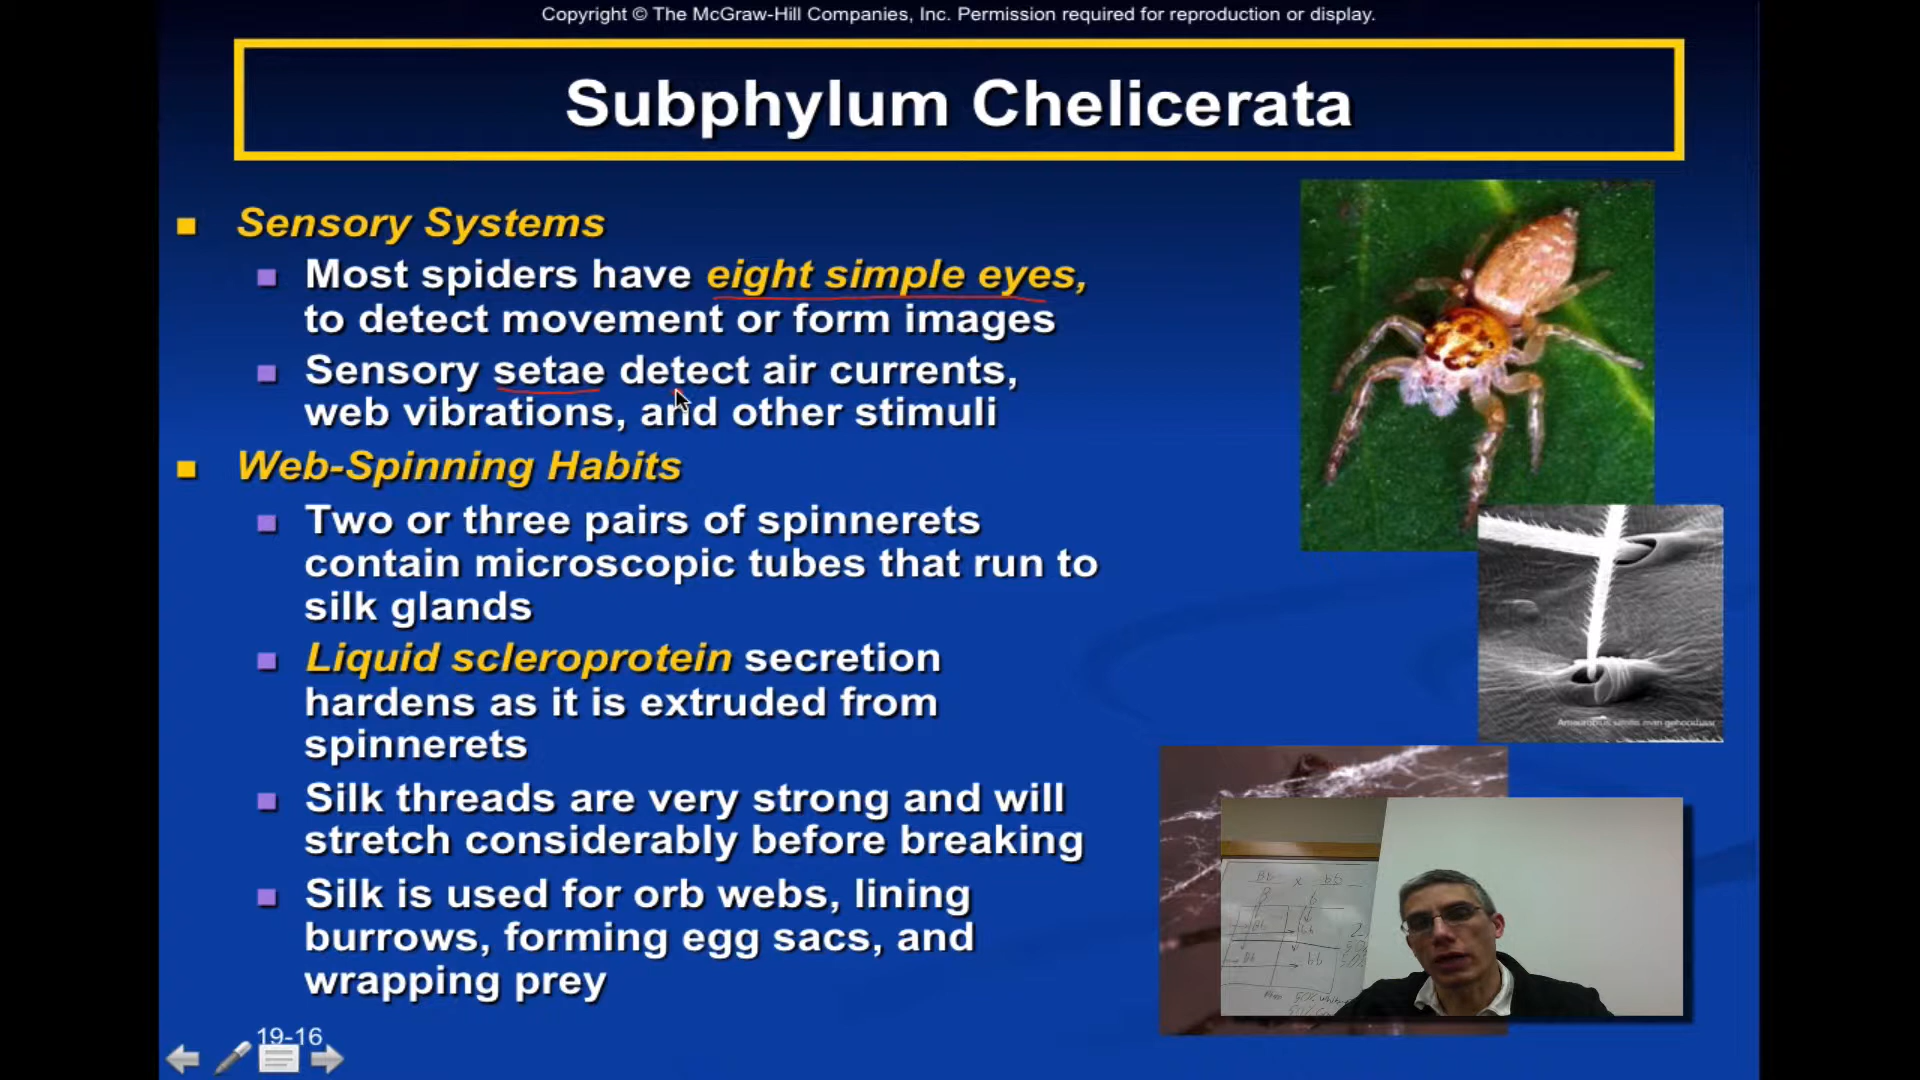 Copyright © The McGraw-Hill Companies, Inc. Permission required for reproduction or display.
Subphylum Chelicerata
Sensory Systems
Most spiders have eight simple eyes,
to detect movement or form images
Sensory setae detect air currents,
web vibrations, and other stimuli
Web-Spinning Habits
Two or three pairs of spinnerets
contain microscopic tubes that run to
silk glands
Liquid scleroprotein secretion
hardens as it is extruded from
spinnerets
Silk threads are very strong and will
stretch considerably before breaking
Silk is used for orb webs, lining
burrows, forming egg sacs, and
wrapping prey
19-16
x bb
bb